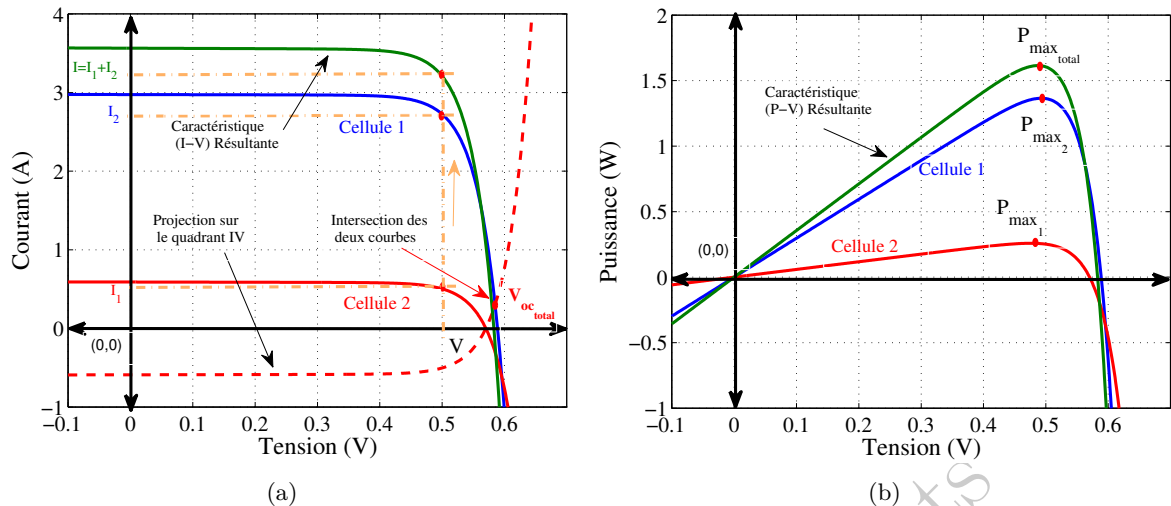 4
3
2
1
0
−1
−0.1
0
0.1
0.2
0.3
0.4
0.5
0.6
Courant (A)
Tension (V)
I=I1+I2
I2
I1
Caractéristique
(I−V) Résultante
Cellule 1
Projection sur
le quadrant IV
Intersection des
deux courbes
Cellule 2
Voc total
V
(0,0)
(a)
2
1.5
1
0.5
0
−0.5
−1
−0.1
0
0.1
0.2
0.3
0.4
0.5
0.6
Puissance (W)
Tension (V)
Pmax total
Caractéristique
(P−V) Résultante
Pmax2
Cellule 1
Pmax1
(0,0)
Cellule 2
(b)